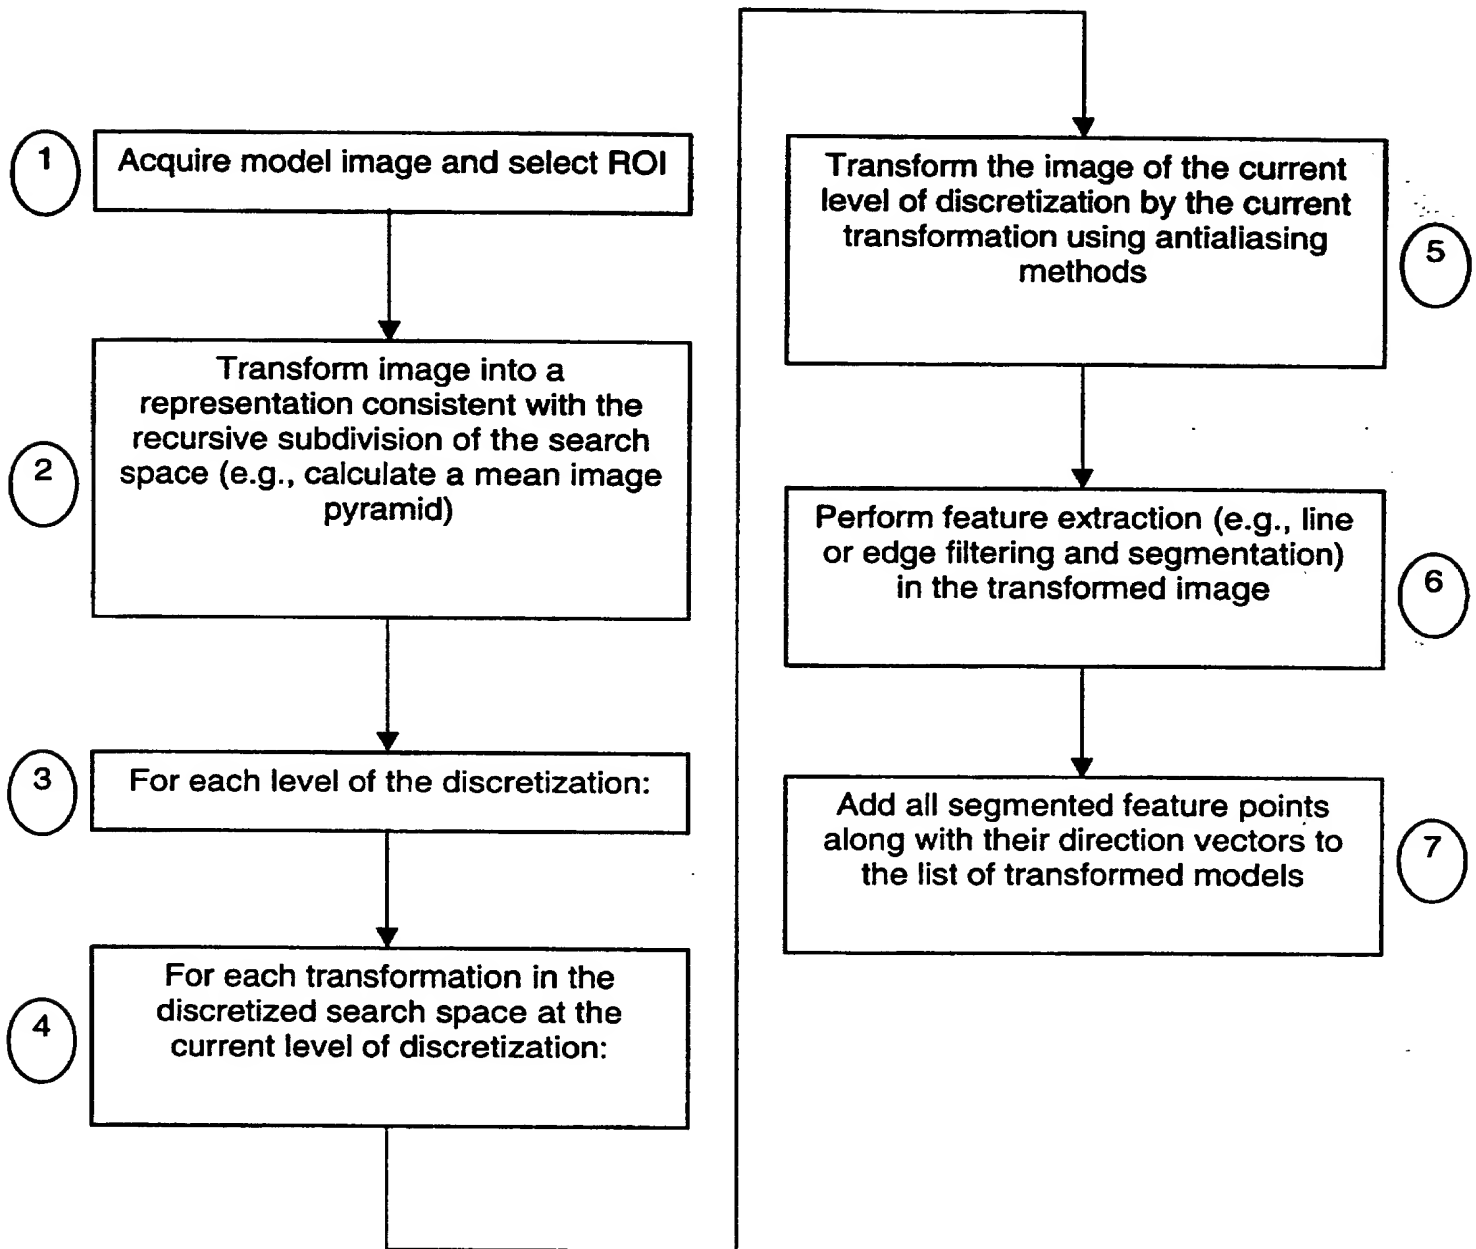 1
Acquire model image and select ROI
2
Transform image into a
representation consistent with the
recursive subdivision of the search
space (e.g., calculate a mean image
pyramid)
3
For each level of the discretization:
4
For each transformation in the
discretized search space at the
current level of discretization:
Transform the image of the current
level of discretization by the current
transformation using antialiasing
methods
5
Perform feature extraction (e.g., line
or edge filtering and segmentation)
in the transformed image
6
Add all segmented feature points
along with their direction vectors to
the list of transformed models
7